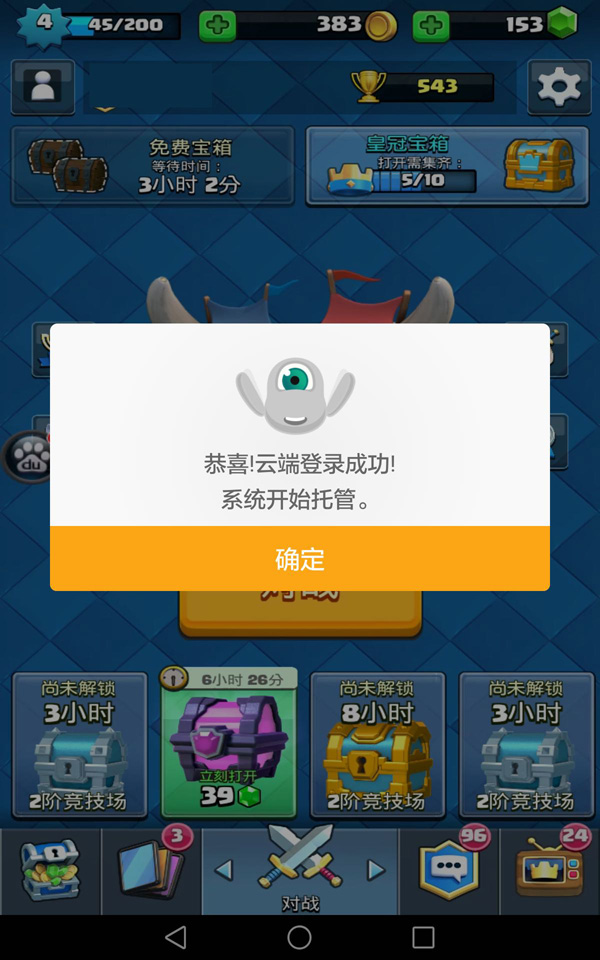 4
45/200
383
153
543
免费宝箱
等待时间：
3小时 2分
皇冠宝箱
打开需集齐：
5/10
du
恭喜!云端登录成功!
系统开始托管。
确定
对战
尚未解锁
3小时
2阶竞技场
6小时 26分
立刻打开
39
尚未解锁
8小时
2阶竞技场
尚未解锁
3小时
2阶竞技场
3
对战
96
24